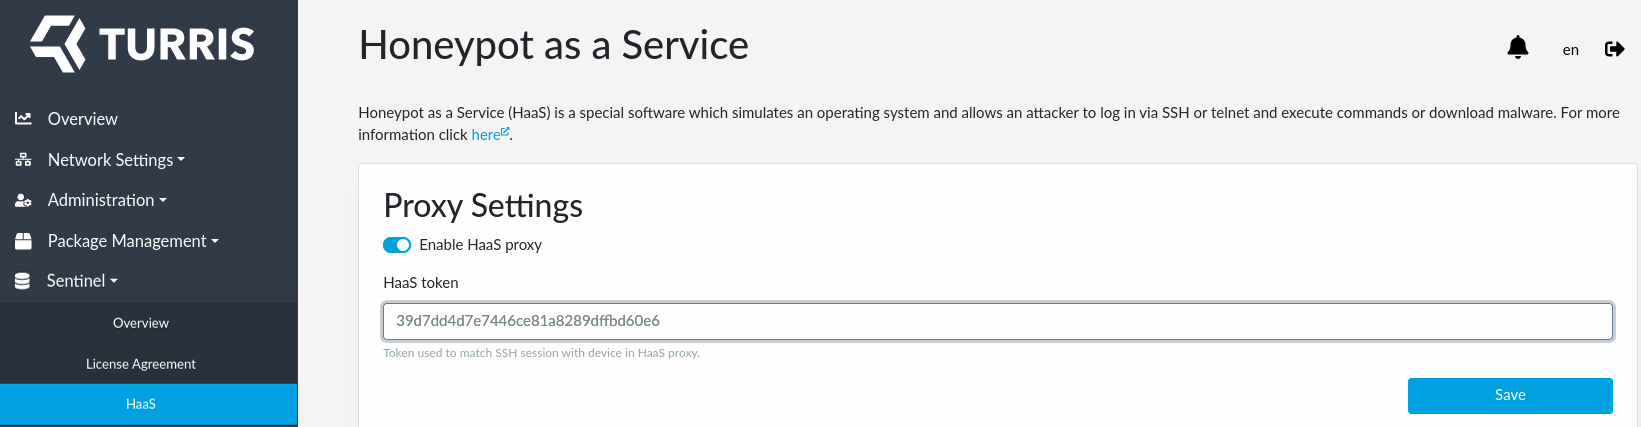 TURRIS
Overview
Network Settings
Administration
Package Management
Sentinel
Overview
License Agreement
HaaS
Honeypot as a Service
en
Honeypot as a Service (HaaS) is a special software which simulates an operating system and allows an attacker to log in via SSH or telnet and execute commands or download malware. For more
information click here.
Proxy Settings
Enable HaaS proxy
HaaS token
39d7dd4d7e7446ce81a8289dffbd60e6
Token used to match SSH session with device in HaaS proxy.
Save